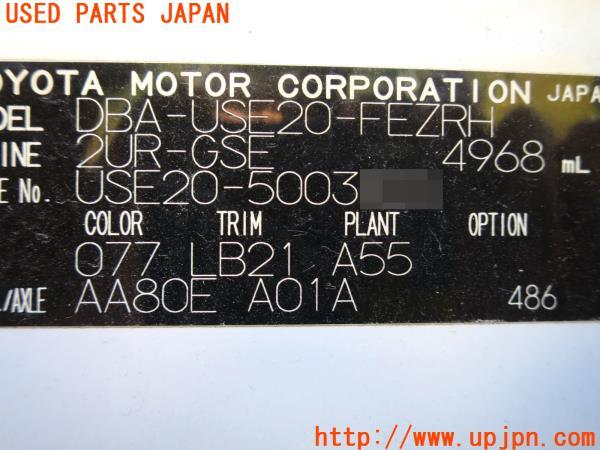 USED PARTS JAPAN
OYOTA MOTOR CORPORATION JAPA
DEL DBA-USE20-FEZRH
INE 2UR-GSE 4968 mL
E No. USE20-5003
COLOR TRIM PLANT OPTION
077 LB21 A55
./AXLE AA80E A01A 486
http://www.upjpn.com